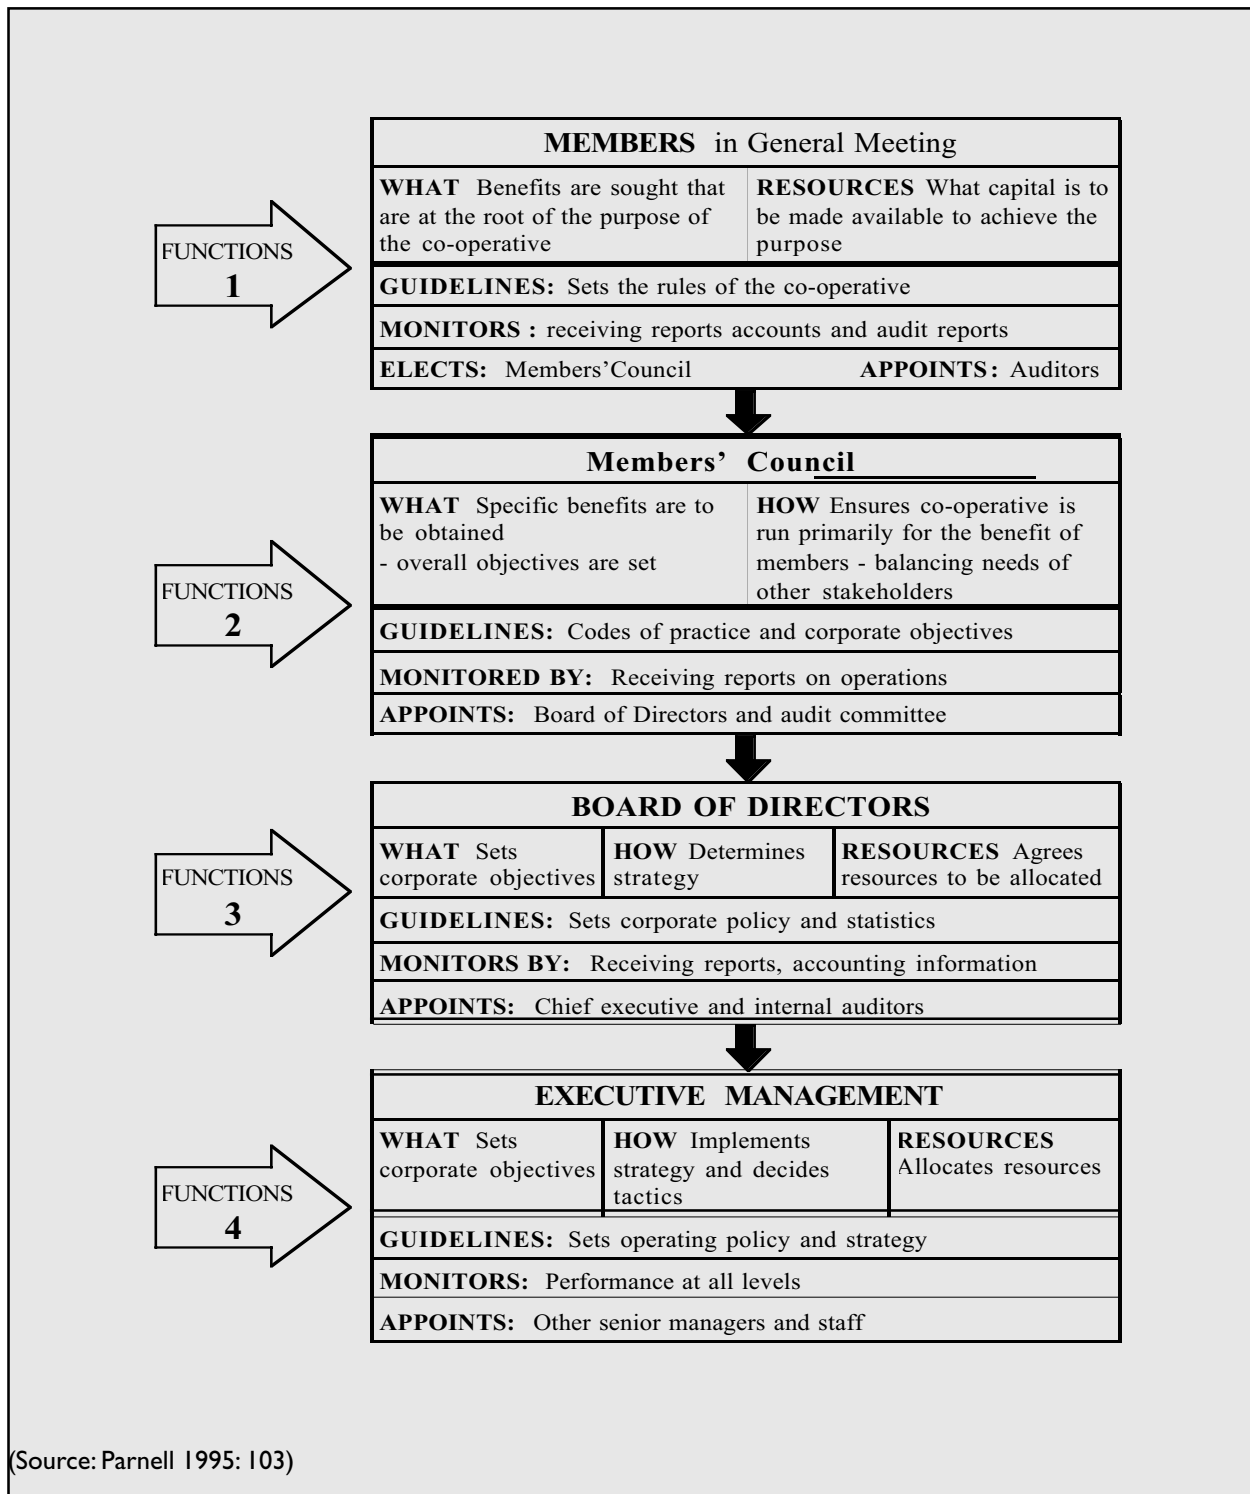 MEMBERS in General Meeting
WHAT Benefits are sought that
are at the root of the purpose of
the co-operative
RESOURCES What capital is to
be made available to achieve the
purpose
FUNCTIONS
1
GUIDELINES: Sets the rules of the co-operative
MONITORS : receiving reports accounts and audit reports
ELECTS: Members'Council APPOINTS: Auditors
Members' Council
WHAT Specific benefits are to
be obtained
- overall objectives are set
HOW Ensures co-operative is
run primarily for the benefit of
members - balancing needs of
other stakeholders
FUNCTIONS
2
GUIDELINES: Codes of practice and corporate objectives
MONITORED BY: Receiving reports on operations
APPOINTS: Board of Directors and audit committee
BOARD OF DIRECTORS
WHAT Sets
corporate objectives
HOW Determines
strategy
RESOURCES Agrees
resources to be allocated
FUNCTIONS
3
GUIDELINES: Sets corporate policy and statistics
MONITORS BY: Receiving reports, accounting information
APPOINTS: Chief executive and internal auditors
EXECUTIVE MANAGEMENT
WHAT Sets
corporate objectives
HOW Implements
strategy and decides
tactics
RESOURCES
Allocates resources
FUNCTIONS
4
GUIDELINES: Sets operating policy and strategy
MONITORS: Performance at all levels
APPOINTS: Other senior managers and staff
(Source: Parnell 1995: 103)